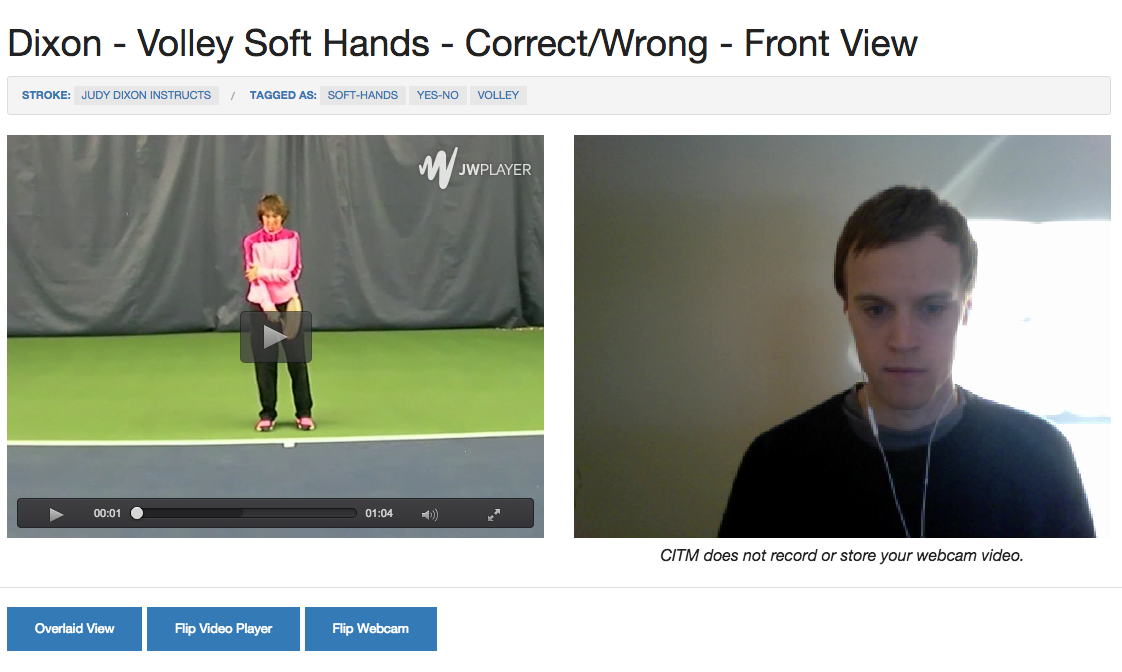 Dixon - Volley Soft Hands - Correct/Wrong - Front View
STROKE: JUDY DIXON INSTRUCTS / TAGGED AS: SOFT-HANDS YES-NO VOLLEY
JWPLAYER
00:01 01:04
CITM does not record or store your webcam video.
Overlaid View Flip Video Player Flip Webcam